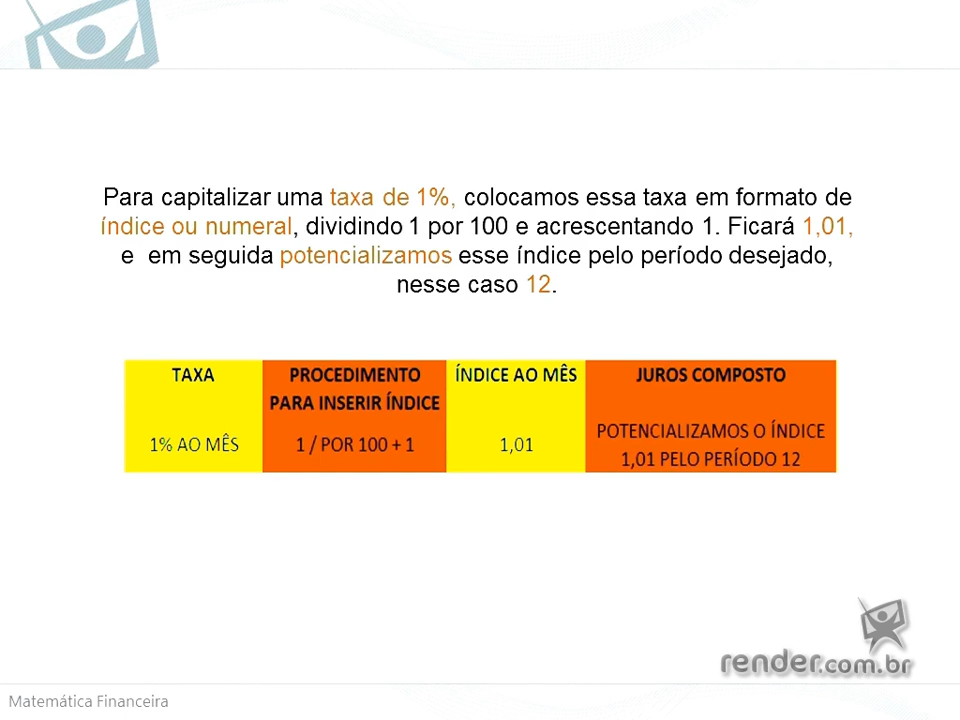 Para capitalizar uma taxa de 1%, colocamos essa taxa em formato de
índice ou numeral, dividindo 1 por 100 e acrescentando 1. Ficará 1,01,
e em seguida potencializamos esse índice pelo período desejado,
nesse caso 12.
TAXA
1% AO MÊS
PROCEDIMENTO
PARA INSERIR ÍNDICE
1 / POR 100 + 1
ÍNDICE AO MÊS
1,01
JUROS COMPOSTO
POTENCIALIZAMOS O ÍNDICE
1,01 PELO PERÍODO 12
render.com.br
Matemática Financeira